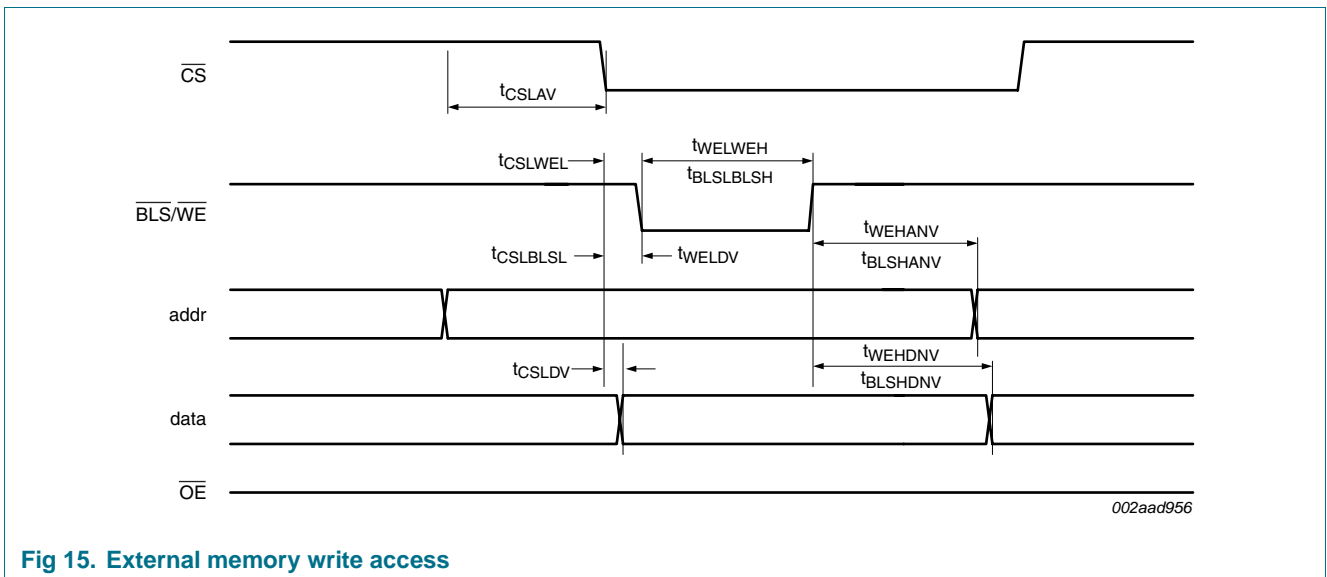 CS
tCSLAV
tCSLWEL
tWELWEH
tBLSLBLSH
BLS/WE
tCSLBLSL
tWELDV
tWEHANV
tBLSHANV
addr
tCSLDV
tWEHDNV
tBLSHDNV
data
OE
002aad956
Fig 15. External memory write access